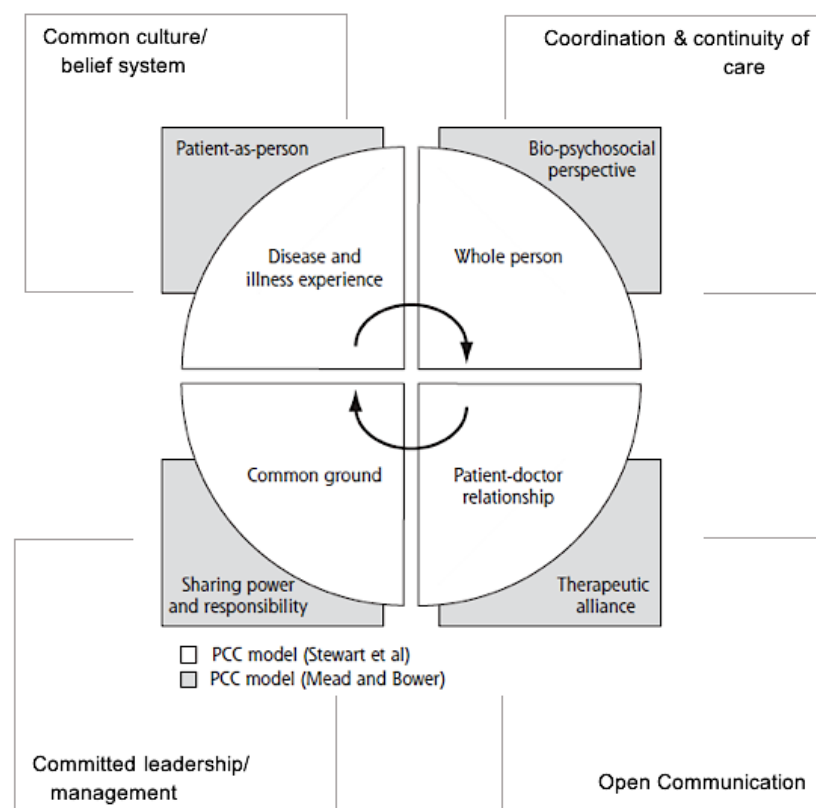 Common culture/
belief system
Coordination & continuity of
care
Patient-as-person
Bio-psychosocial
perspective
Disease and
illness experience
Whole person
Common ground
Patient-doctor
relationship
Sharing power
and responsibility
Therapeutic
alliance
PCC model (Stewart et al)
PCC model (Mead and Bower)
Committed leadership/
management
Open Communication